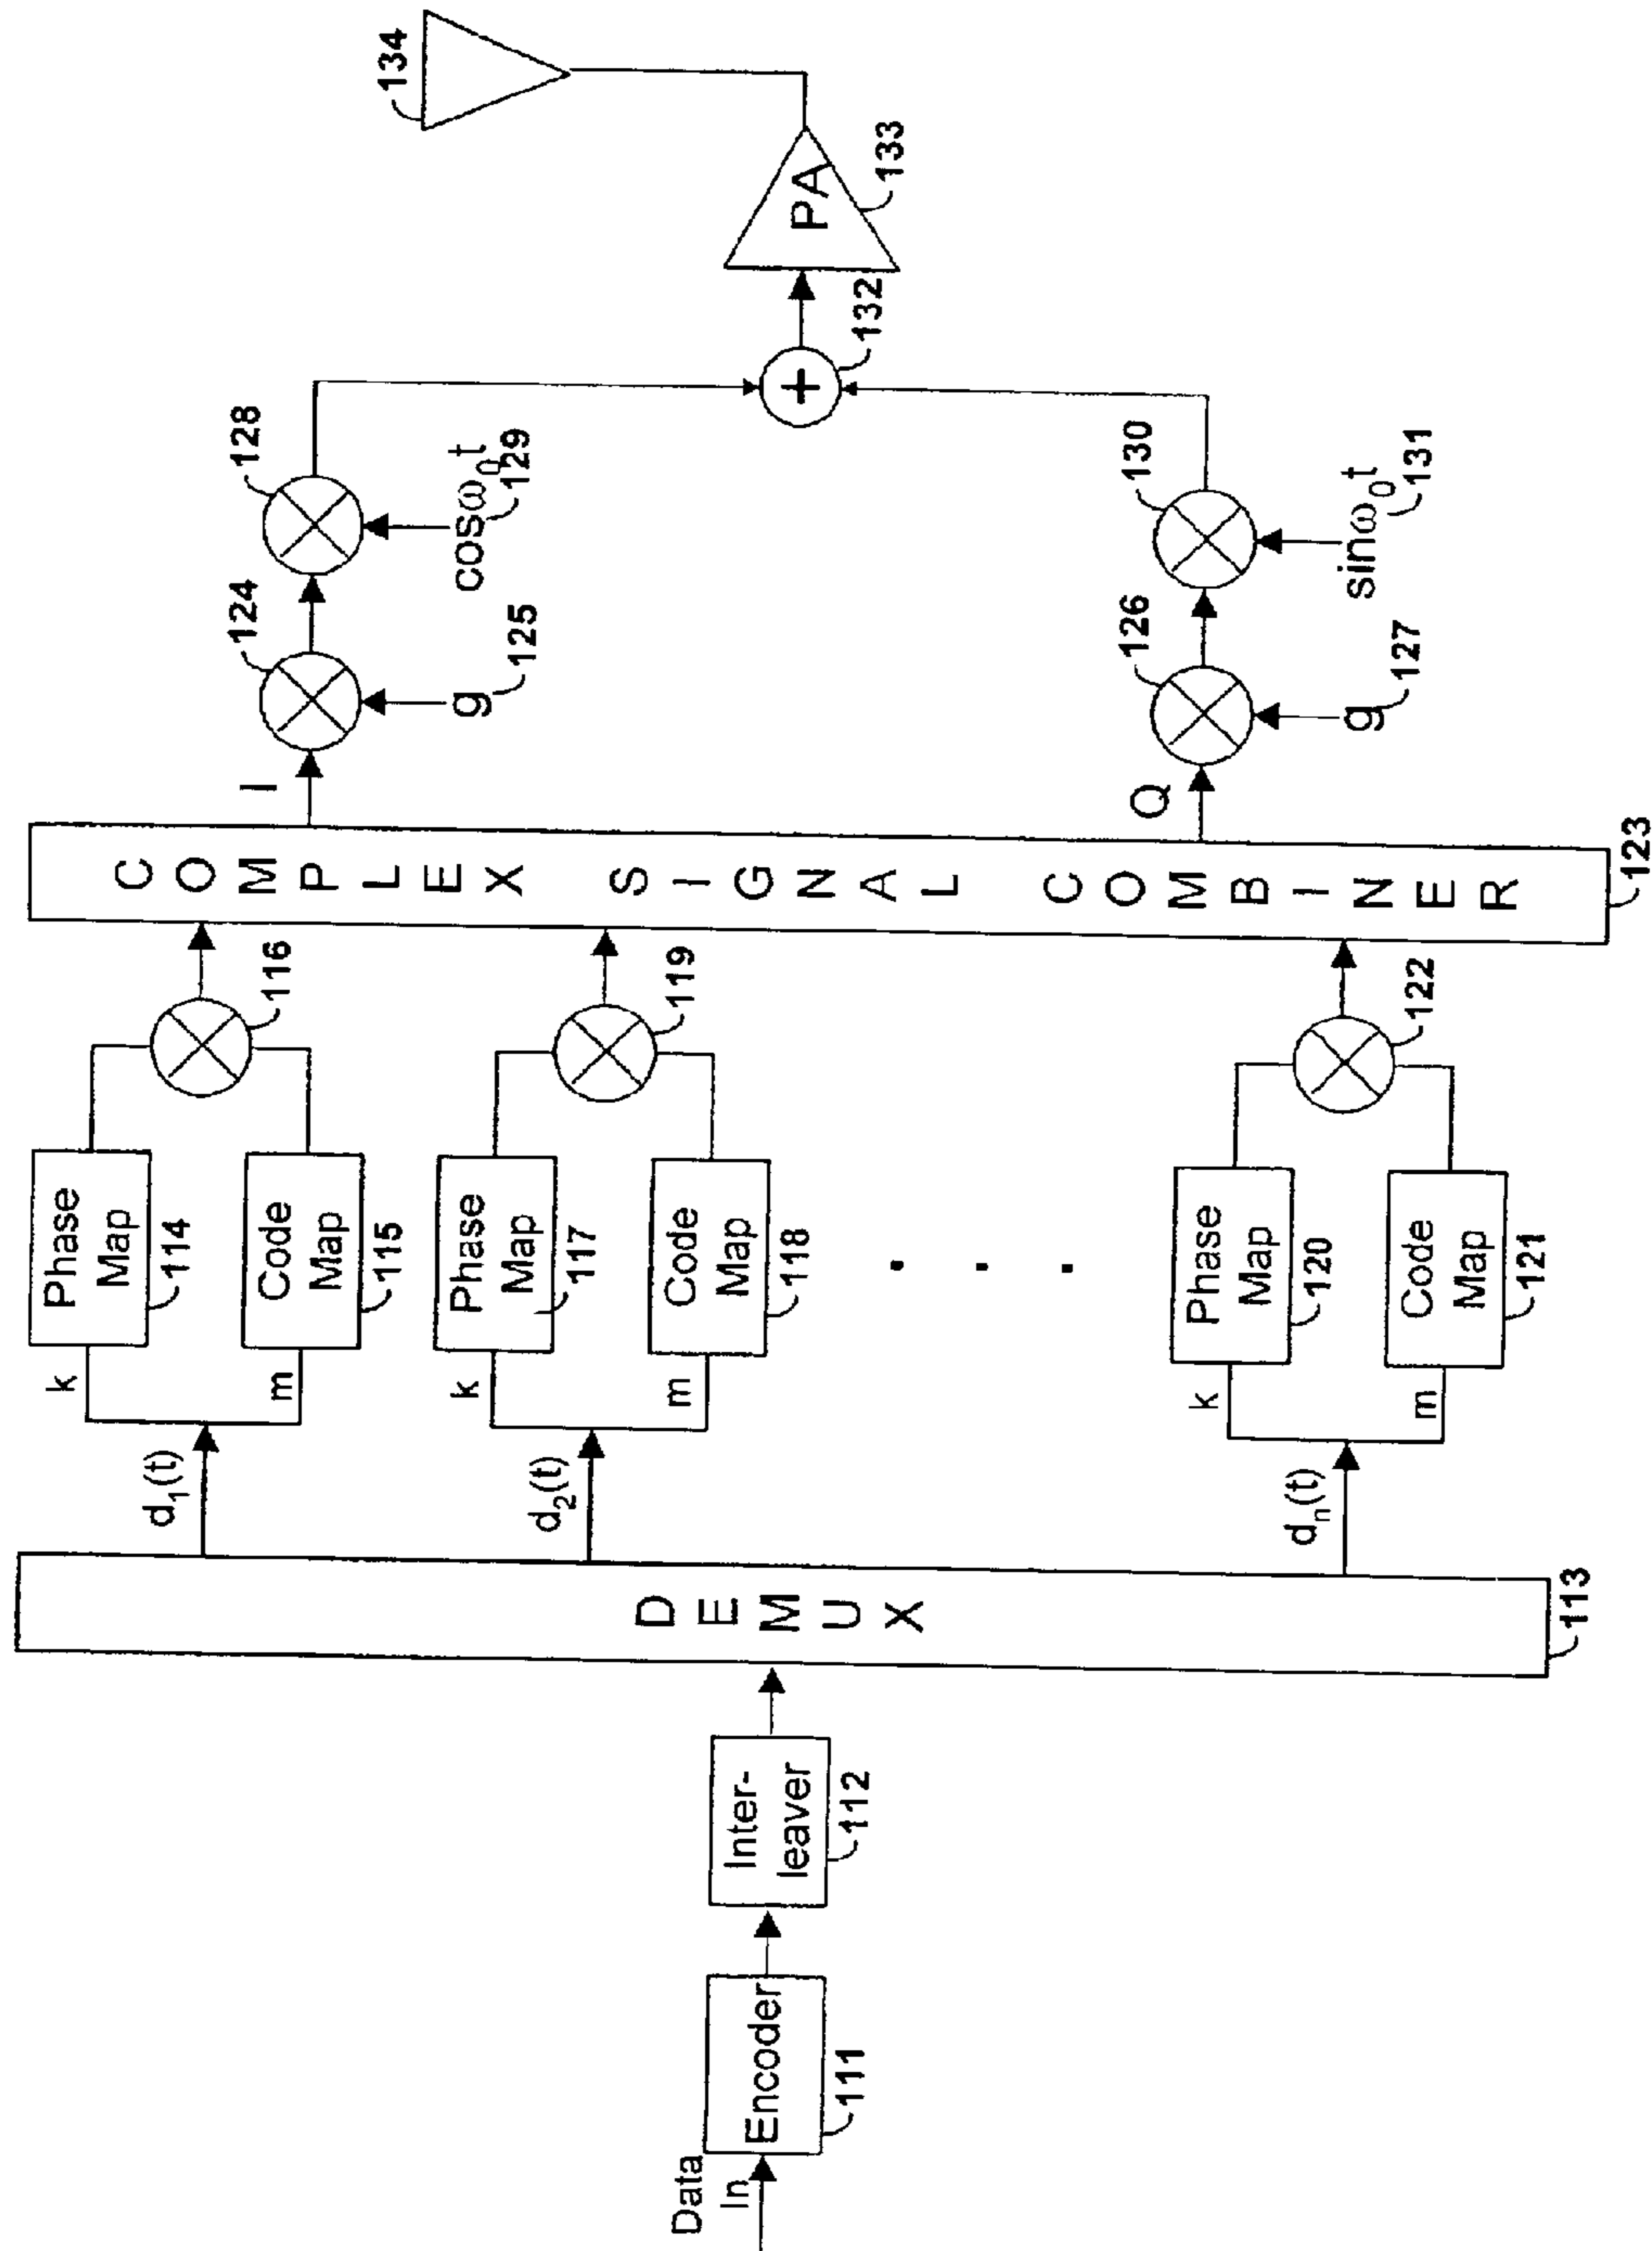 Data
In
Encoder
111
Inter-
leaver
112
D E M U X
113
d1(t)
k
m
Phase
Map
114
Code
Map
115
116
d2(t)
k
m
Phase
Map
117
Code
Map
118
119
. . .
dn(t)
k
m
Phase
Map
120
Code
Map
121
122
C O M P L E X S I G N A L C O M B I N E R
123
I
124
g
125
128
cosω0t
129
Q
126
g
127
130
sinω0t
131
+
132
PA
133
134